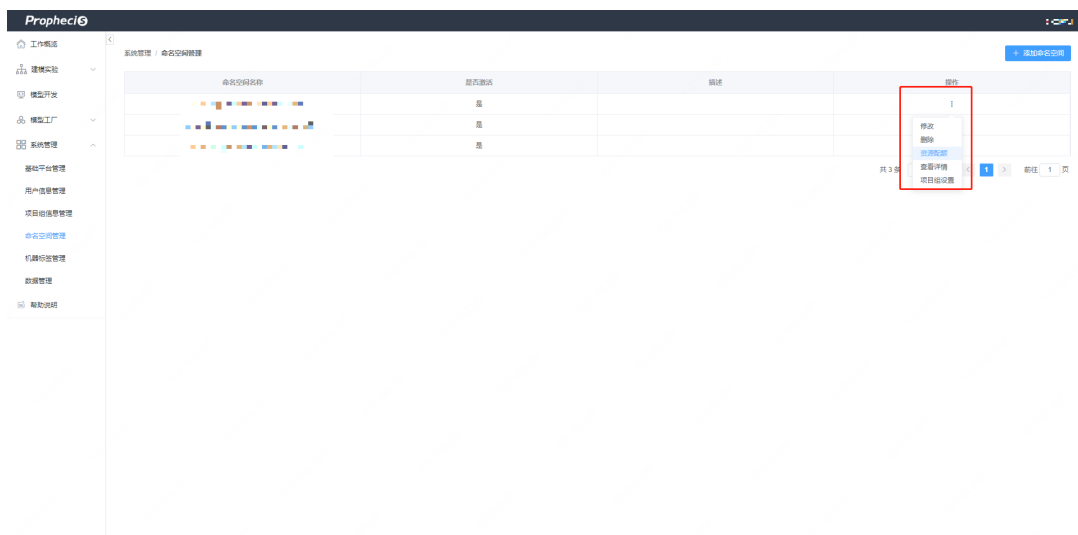 PropheciS
工作概览
建模实验
模型开发
模型工厂
系统管理
基础平台管理
用户信息管理
项目组信息管理
命名空间管理
机器标签管理
数据管理
帮助说明
系统管理 / 命名空间管理
+ 添加命名空间
命名空间名称 是否激活 描述 操作
是
是
是
修改
删除
资源配额
查看详情
项目组设置
共 3 条 1 前往 1 页